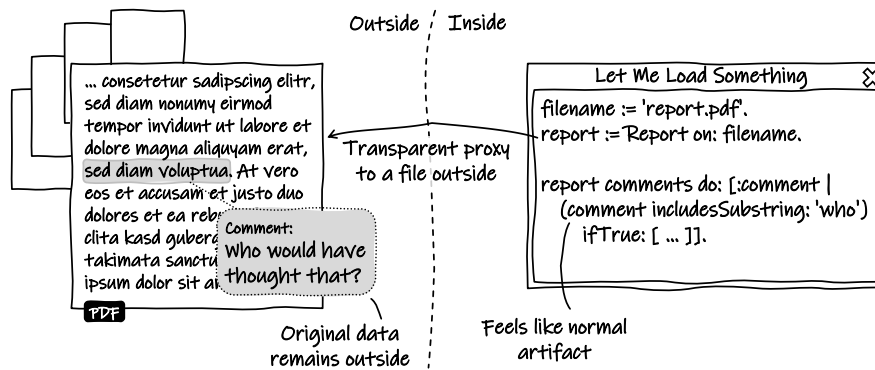 Outside
Inside
... consetetur sadipscing elitr,
sed diam nonumy eirmod
tempor invidunt ut labore et
dolore magna aliquyam erat,
sed diam voluptua. At vero
eos et accusam et justo duo
dolores et ea
clita kasd
takimata
ipsum dolor sit
Comment:
Who would have
thought that?
PDF
Original data
remains outside
Transparent proxy
to a file outside
Let Me Load Something
filename := 'report.pdf'.
report := Report on: filename.
report comments do: [:comment |
(comment includesSubstring: 'who')
ifTrue: [ ... ]].
Feels like normal
artifact